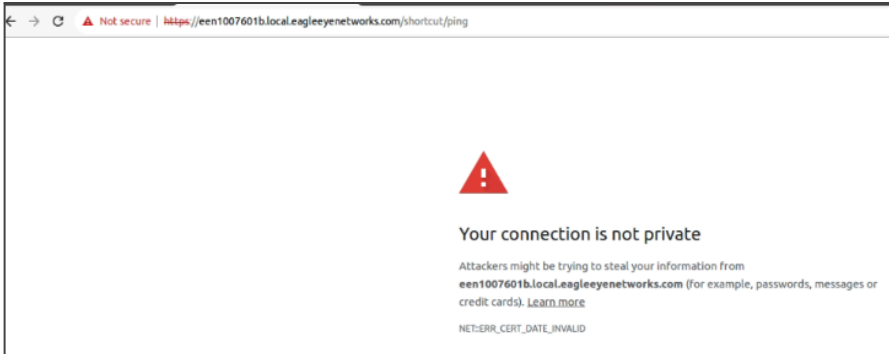 Not secure | https://een1007601b.local.eagleeyenetworks.com/shortcut/ping
Your connection is not private
Attackers might be trying to steal your information from
een1007601b.local.eagleeyenetworks.com (for example, passwords, messages or
credit cards). Learn more
NET::ERR_CERT_DATE_INVALID